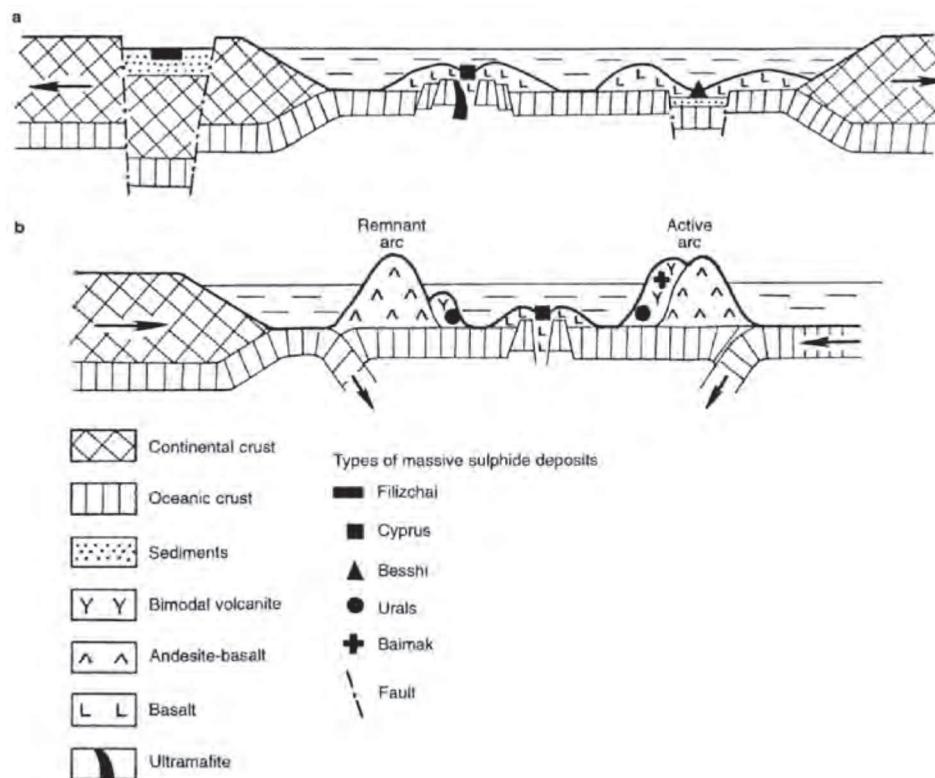 a
b
Remnant
arc
Active
arc
Continental crust
Oceanic crust
Sediments
Bimodal volcanite
Andesite-basalt
Basalt
Ultramafite
Types of massive sulphide deposits
Filizchai
Cyprus
Besshi
Urals
Baimak
Fault